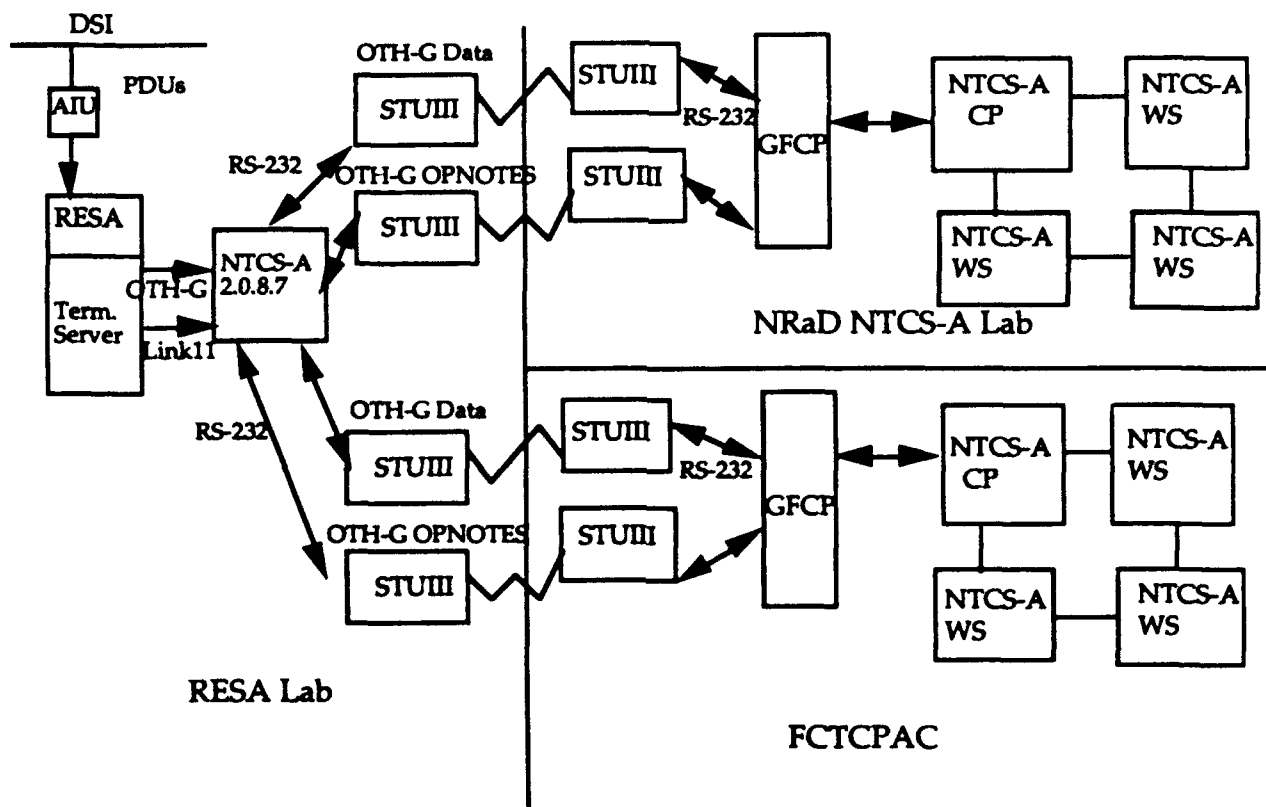 DSI
PDUs
AIU
RESA
Term.
Server
OTH-G
Link11
NTCS-A
2.0.8.7
RS-232
OTH-G Data
STUIII
OTH-G OPNOTES
STUIII
RS-232
OTH-G Data
STUIII
OTH-G OPNOTES
STUIII
RESA Lab
STUIII
RS-232
STUIII
GFCP
NTCS-A
CP
NTCS-A
WS
NTCS-A
WS
NTCS-A
WS
NRaD NTCS-A Lab
STUIII
RS-232
STUIII
GFCP
NTCS-A
CP
NTCS-A
WS
NTCS-A
WS
NTCS-A
WS
FCTCPAC